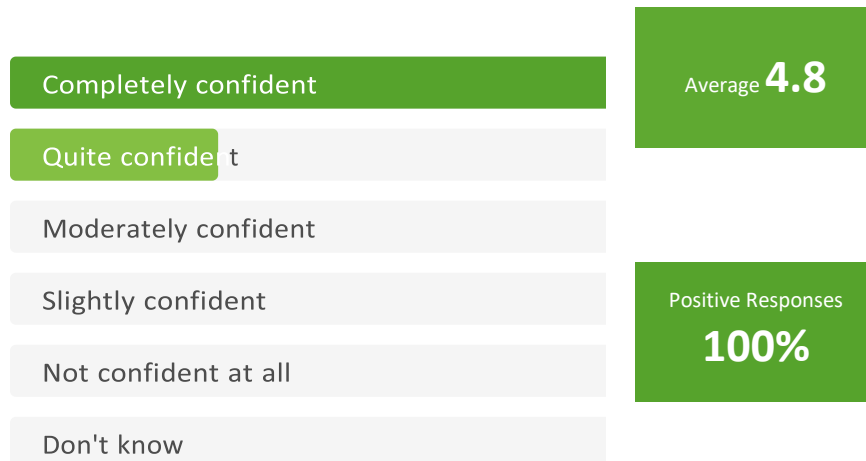 Completely confident
Quite confident
Moderately confident
Slightly confident
Not confident at all
Don't know
Average 4.8
Positive Responses
100%